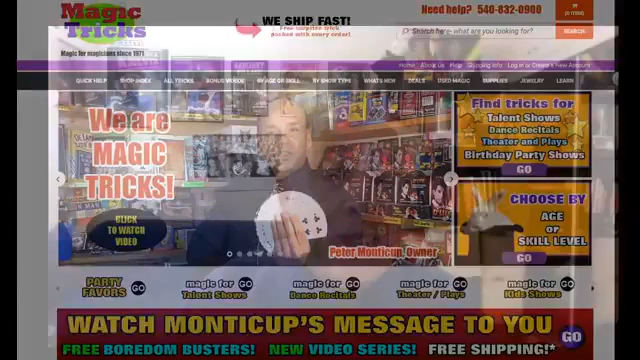 Magic
Tricks
.com
Magic for magicians since 1971
WE SHIP FAST!
Free surprise trick
packed with every order!
Need help? 540-832-0900
(0 ITEMS)
Search here- what are you looking for?
SEARCH
Home About Us Help Shipping Info Log in or Create a New Account
QUICK HELP SHOP INDEX ALL TRICKS BONUS VIDEOS BY AGE OR SKILL BY SHOW TYPE WHAT'S NEW DEALS USED MAGIC SUPPLIES JEWELRY LEARN
We are
MAGIC
TRICKS!
CLICK
TO WATCH
VIDEO
Peter Monticup, Owner
Find tricks for
Talent Shows
Dance Recitals
Theater and Plays
Birthday Party Shows
GO
CHOOSE BY
AGE
or
SKILL LEVEL
GO
PARTY
FAVORS GO
magic for
Talent Shows GO
magic for
Dance Recitals GO
magic for
Theater / Plays GO
magic for
Kids Shows GO
WATCH MONTICUP'S MESSAGE TO YOU GO
FREE BOREDOM BUSTERS! NEW VIDEO SERIES! FREE SHIPPING!*